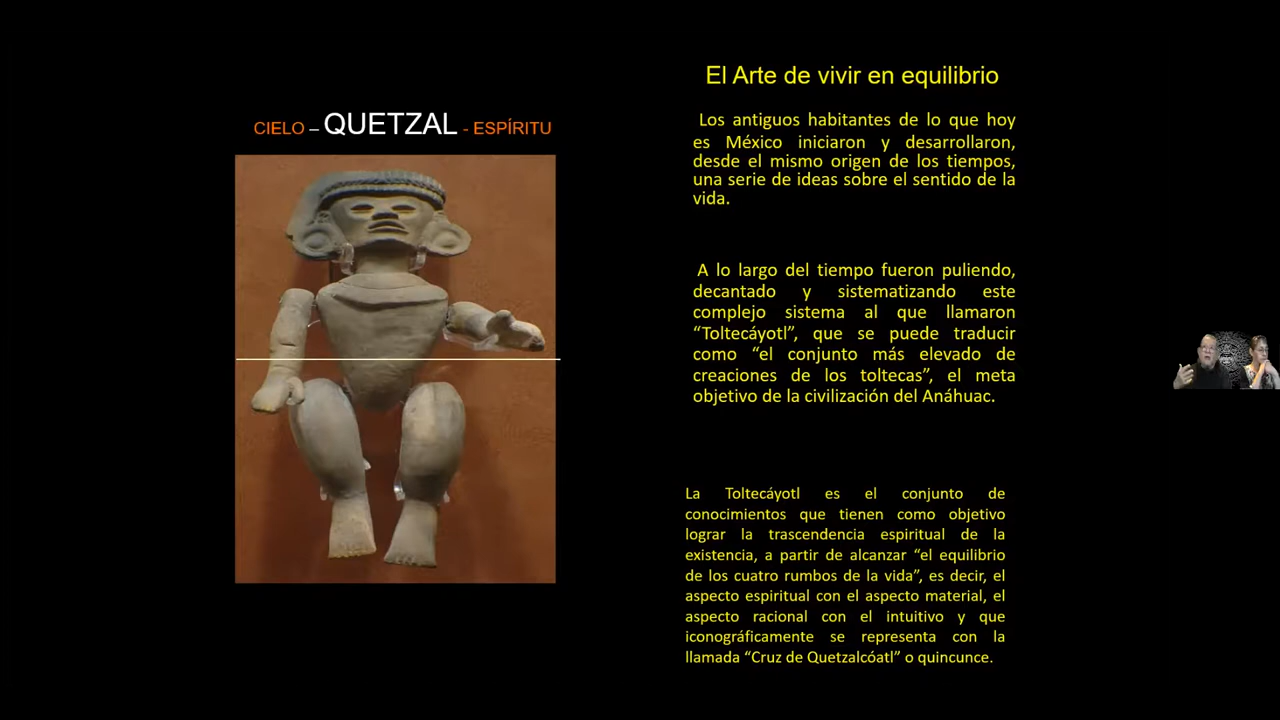 CIELO – QUETZAL - ESPÍRITU
El Arte de vivir en equilibrio
Los antiguos habitantes de lo que hoy
es México iniciaron y desarrollaron,
desde el mismo origen de los tiempos,
una serie de ideas sobre el sentido de la
vida.
A lo largo del tiempo fueron puliendo,
decantado y sistematizando este
complejo sistema al que llamaron
“Toltecáyotl”, que se puede traducir
como “el conjunto más elevado de
creaciones de los toltecas”, el meta
objetivo de la civilización del Anáhuac.
La Toltecáyotl es el conjunto de
conocimientos que tienen como objetivo
lograr la trascendencia espiritual de la
existencia, a partir de alcanzar “el equilibrio
de los cuatro rumbos de la vida”, es decir, el
aspecto espiritual con el aspecto material, el
aspecto racional con el intuitivo y que
iconográficamente se representa con la
llamada “Cruz de Quetzalcóatl” o quincunce.